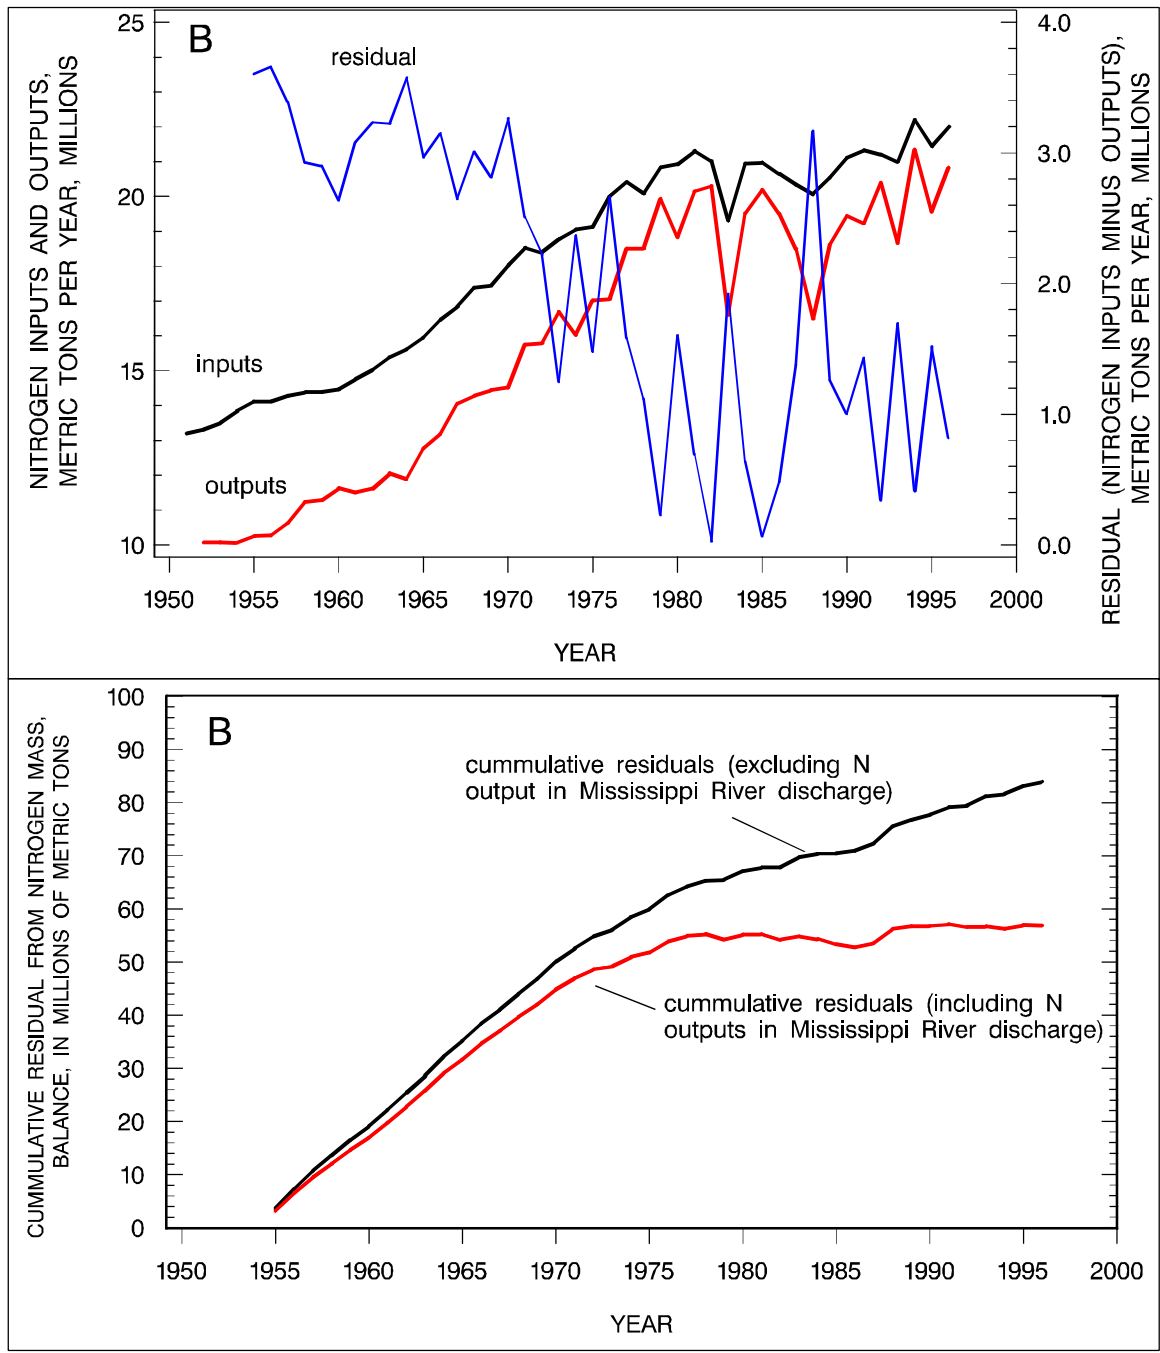 B
residual
inputs
outputs
25
20
15
10
4.0
3.0
2.0
1.0
0.0
NITROGEN INPUTS AND OUTPUTS,
METRIC TONS PER YEAR, MILLIONS
RESIDUAL (NITROGEN INPUTS MINUS OUTPUTS),
METRIC TONS PER YEAR, MILLIONS
1950 1955 1960 1965 1970 1975 1980 1985 1990 1995 2000
YEAR
B
cummulative residuals (excluding N
output in Mississippi River discharge)
cummulative residuals (including N
outputs in Mississippi River discharge)
100
90
80
70
60
50
40
30
20
10
0
CUMMULATIVE RESIDUAL FROM NITROGEN MASS,
BALANCE, IN MILLIONS OF METRIC TONS
1950 1955 1960 1965 1970 1975 1980 1985 1990 1995 2000
YEAR